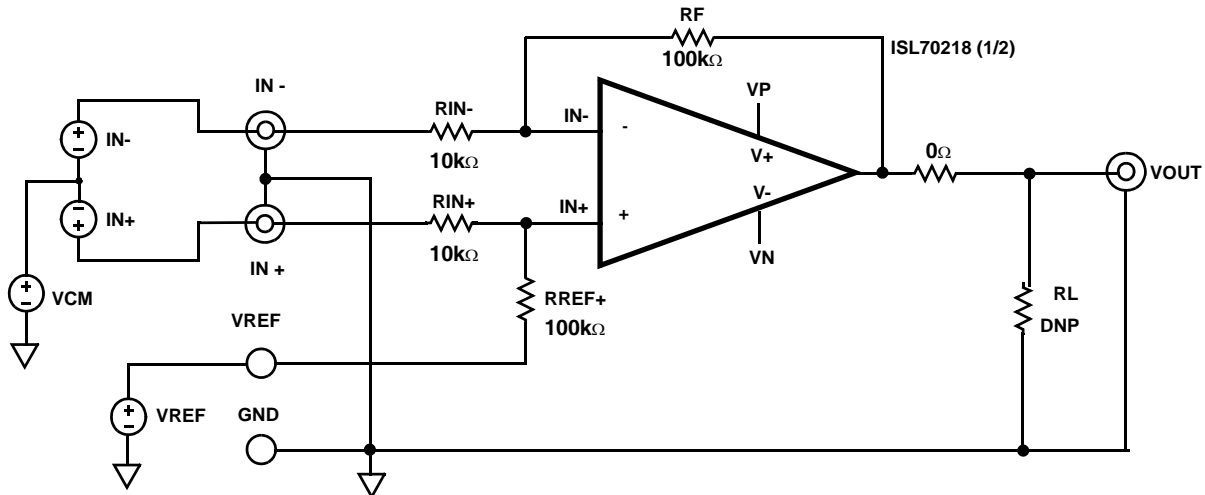 RF
100kΩ
ISL70218 (1/2)
IN -
VP
IN-
RIN-
IN-
-
10kΩ
V+
0Ω
VOUT
V-
IN+
RIN+
IN+
+
10kΩ
VN
IN +
VCM
RREF+
100kΩ
RL
DNP
VREF
VREF
GND